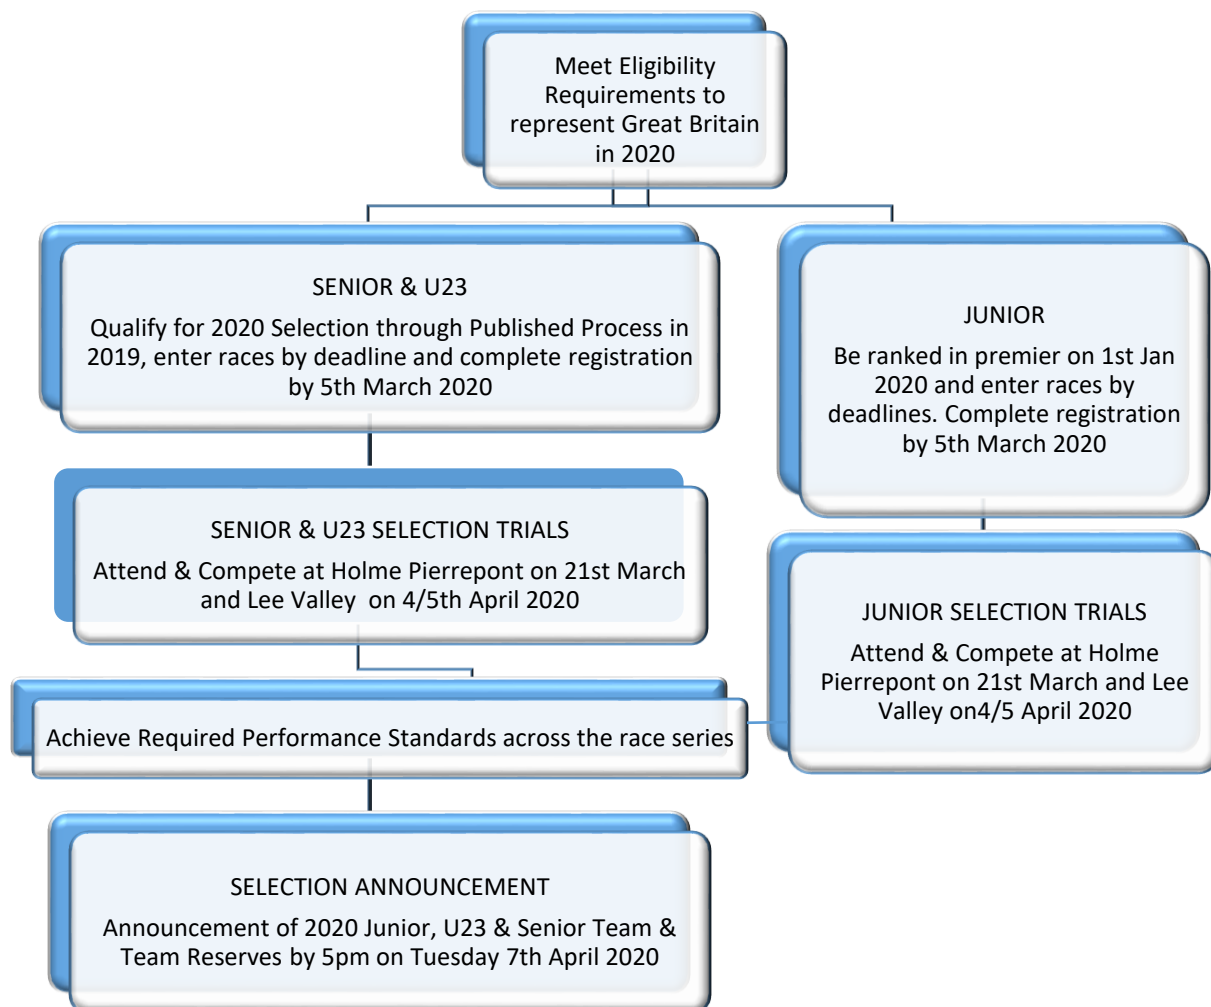 Meet Eligibility
Requirements to
represent Great Britain
in 2020
SENIOR & U23
Qualify for 2020 Selection through Published Process in
2019, enter races by deadline and complete registration
by 5th March 2020
JUNIOR
Be ranked in premier on 1st Jan
2020 and enter races by
deadlines. Complete registration
by 5th March 2020
SENIOR & U23 SELECTION TRIALS
Attend & Compete at Holme Pierrepont on 21st March
and Lee Valley  on 4/5th April 2020
JUNIOR SELECTION TRIALS
Attend & Compete at Holme
Pierrepont on 21st March and Lee
Valley on4/5 April 2020
Achieve Required Performance Standards across the race series
SELECTION ANNOUNCEMENT
Announcement of 2020 Junior, U23 & Senior Team &
Team Reserves by 5pm on Tuesday 7th April 2020